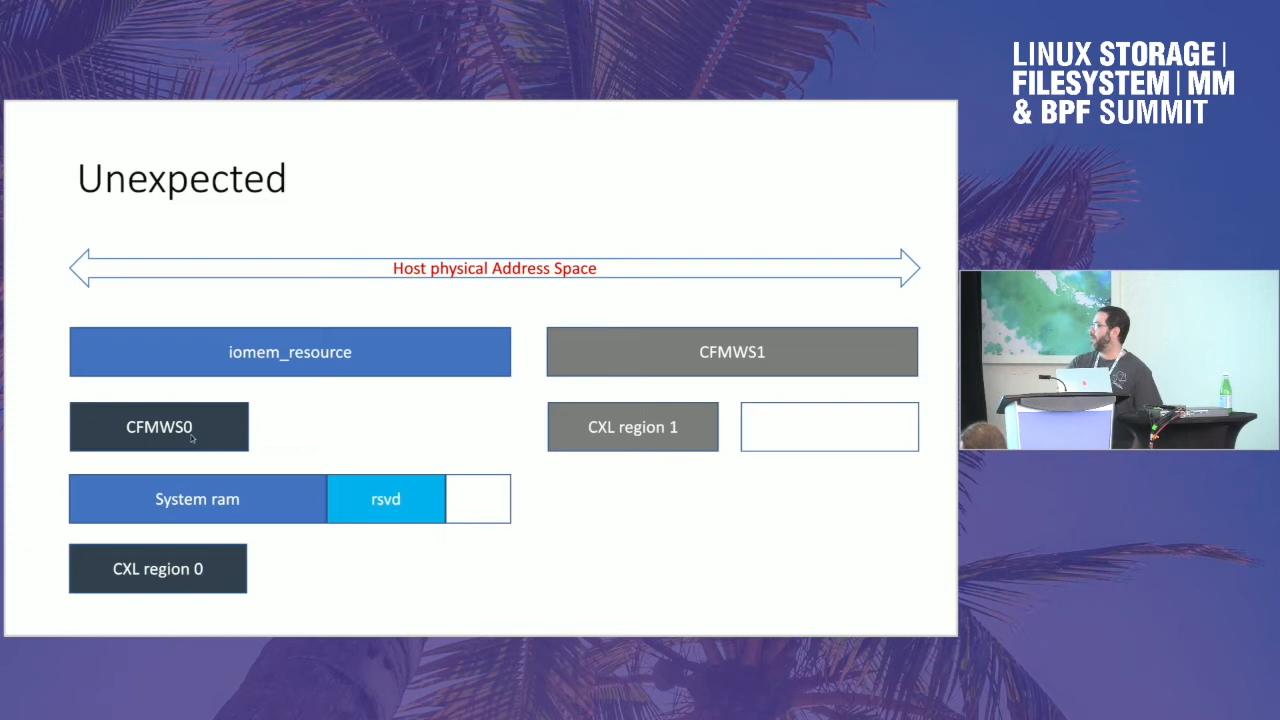 LINUX STORAGE |
FILESYSTEM | MM
& BPF SUMMIT
Unexpected
Host physical Address Space
iomem_resource
CFMWS1
CFMWS0
CXL region 1
System ram
rsvd
CXL region 0